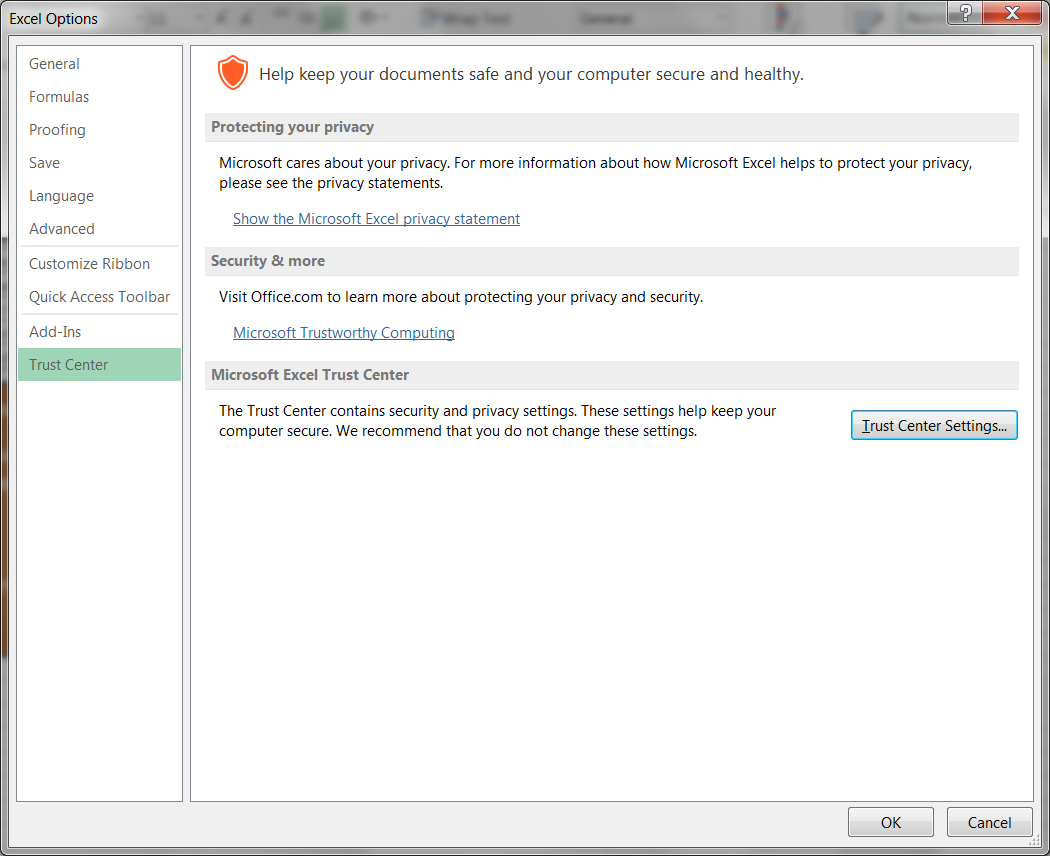 Excel Options
General
Formulas
Proofing
Save
Language
Advanced
Customize Ribbon
Quick Access Toolbar
Add-Ins
Trust Center
Help keep your documents safe and your computer secure and healthy.
Protecting your privacy
Microsoft cares about your privacy. For more information about how Microsoft Excel helps to protect your privacy,
please see the privacy statements.
Show the Microsoft Excel privacy statement
Security & more
Visit Office.com to learn more about protecting your privacy and security.
Microsoft Trustworthy Computing
Microsoft Excel Trust Center
The Trust Center contains security and privacy settings. These settings help keep your
computer secure. We recommend that you do not change these settings.
Trust Center Settings...
OK
Cancel